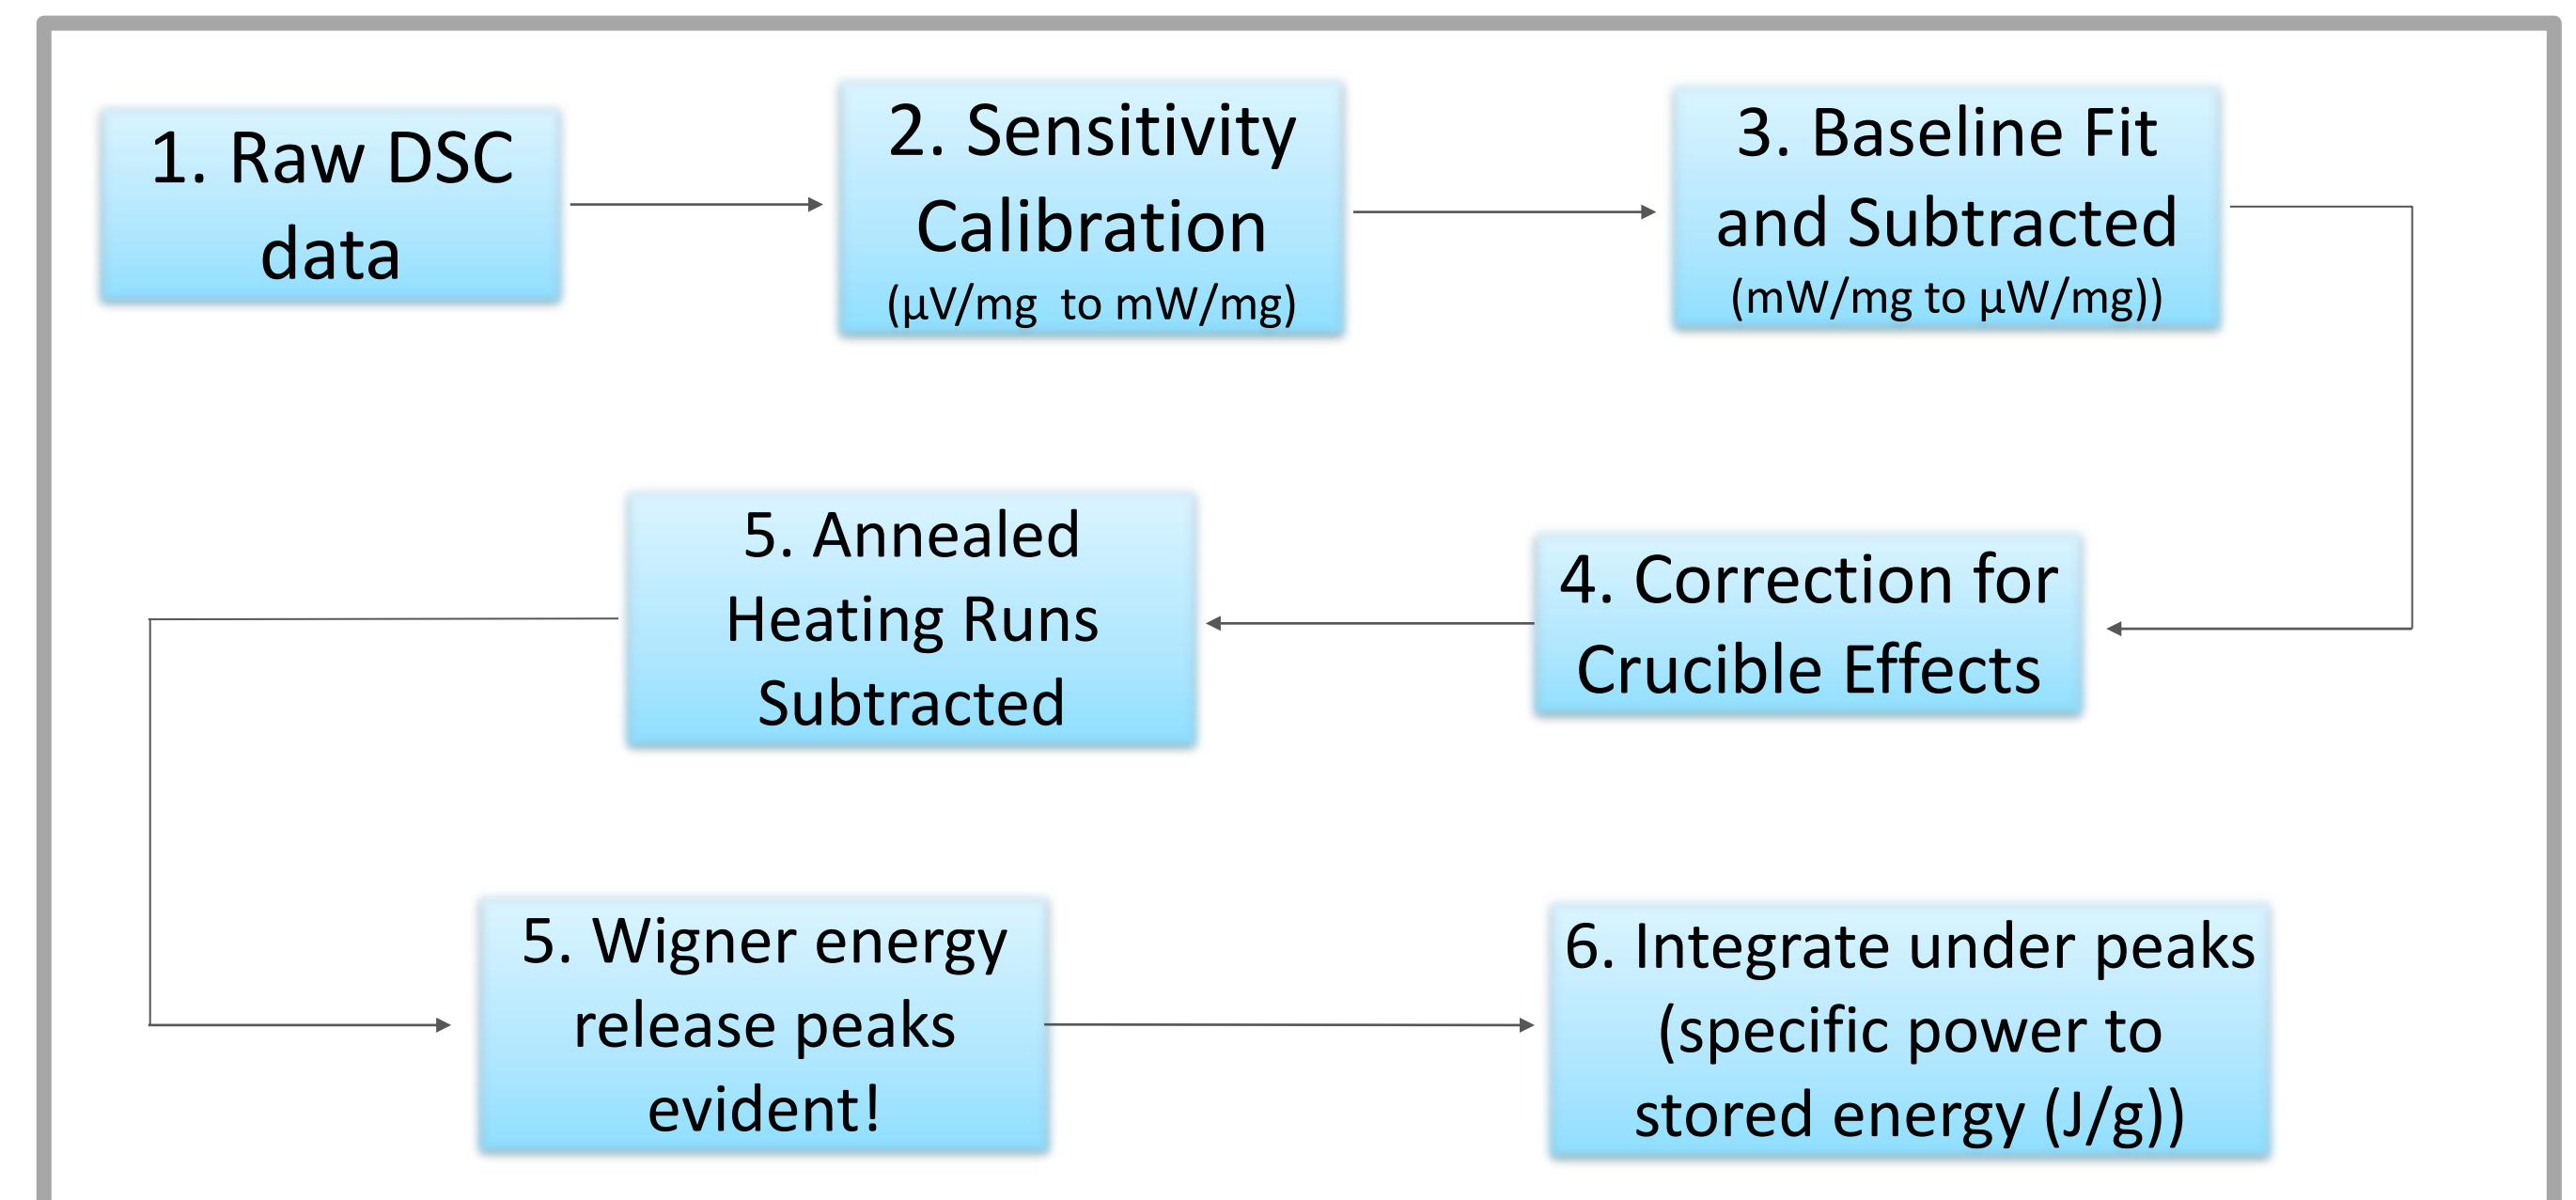 1. Raw DSC
data
2. Sensitivity
Calibration
(µV/mg  to mW/mg)
3. Baseline Fit
and Subtracted
(mW/mg to µW/mg))
4. Correction for
Crucible Effects
5. Annealed
Heating Runs
Subtracted
5. Wigner energy
release peaks
evident!
6. Integrate under peaks
(specific power to
stored energy (J/g))